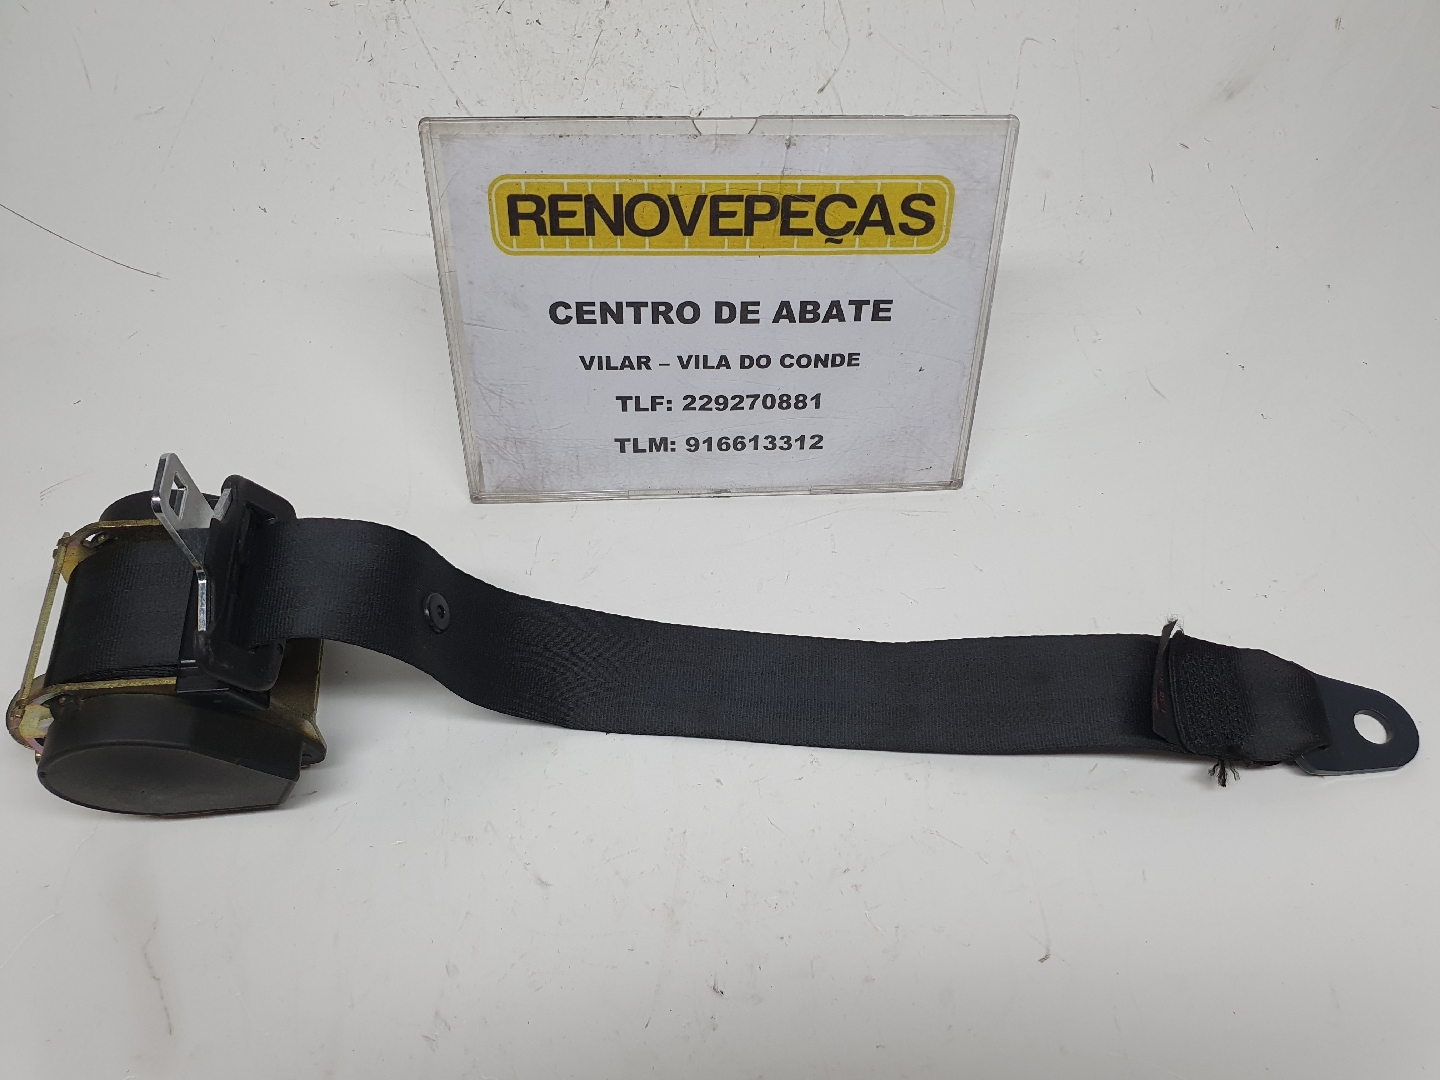 RENOVEPEÇAS
CENTRO DE ABATE
VILAR – VILA DO CONDE
TLF: 229270881
TLM: 916613312